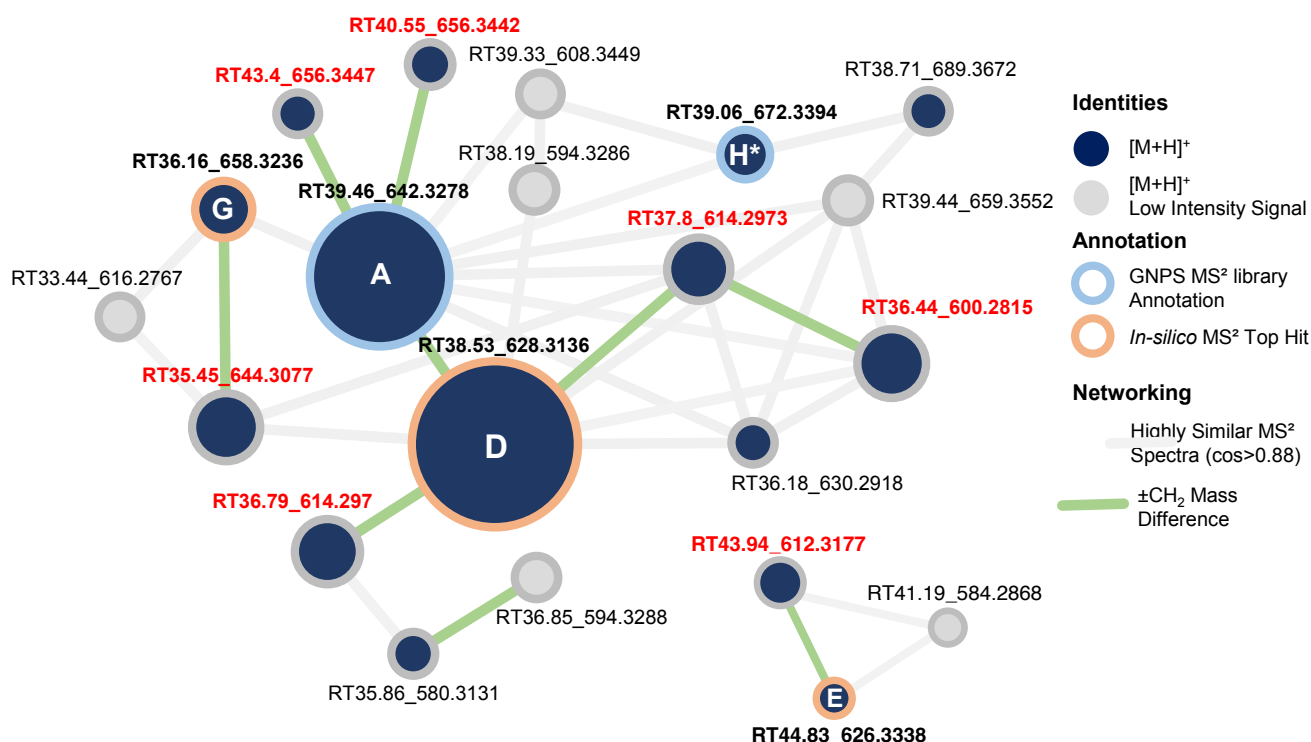 RT40.55_656.3442
RT39.33_608.3449
RT43.4_656.3447
RT38.71_689.3672
RT39.06_672.3394
H*
RT38.19_594.3286
RT36.16_658.3236
G
RT39.46_642.3278
A
RT39.44_659.3552
RT37.8_614.2973
RT33.44_616.2767
RT36.44_600.2815
RT38.53_628.3136
D
RT35.45_644.3077
RT36.18_630.2918
RT36.79_614.297
RT36.85_594.3288
RT35.86_580.3131
RT43.94_612.3177
RT41.19_584.2868
E
RT44.83_626.3338
Identities
[M+H]⁺
[M+H]⁺
Low Intensity Signal
Annotation
GNPS MS² library
Annotation
In-silico MS² Top Hit
Networking
Highly Similar MS²
Spectra (cos>0.88)
±CH₂ Mass
Difference